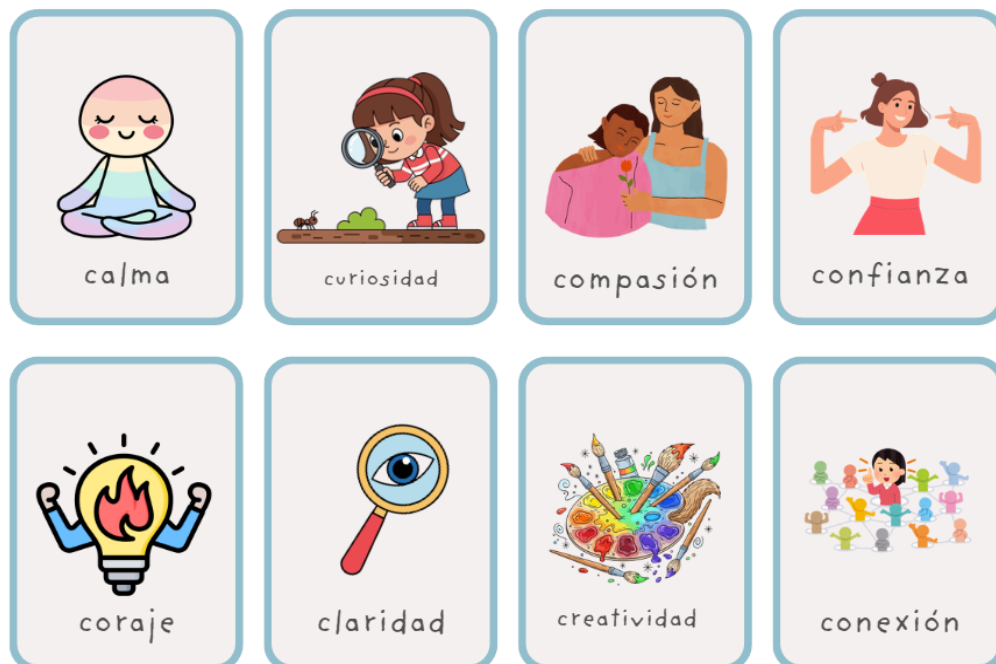 calma
curiosidad
compasión
confianza
coraje
claridad
creatividad
conexión